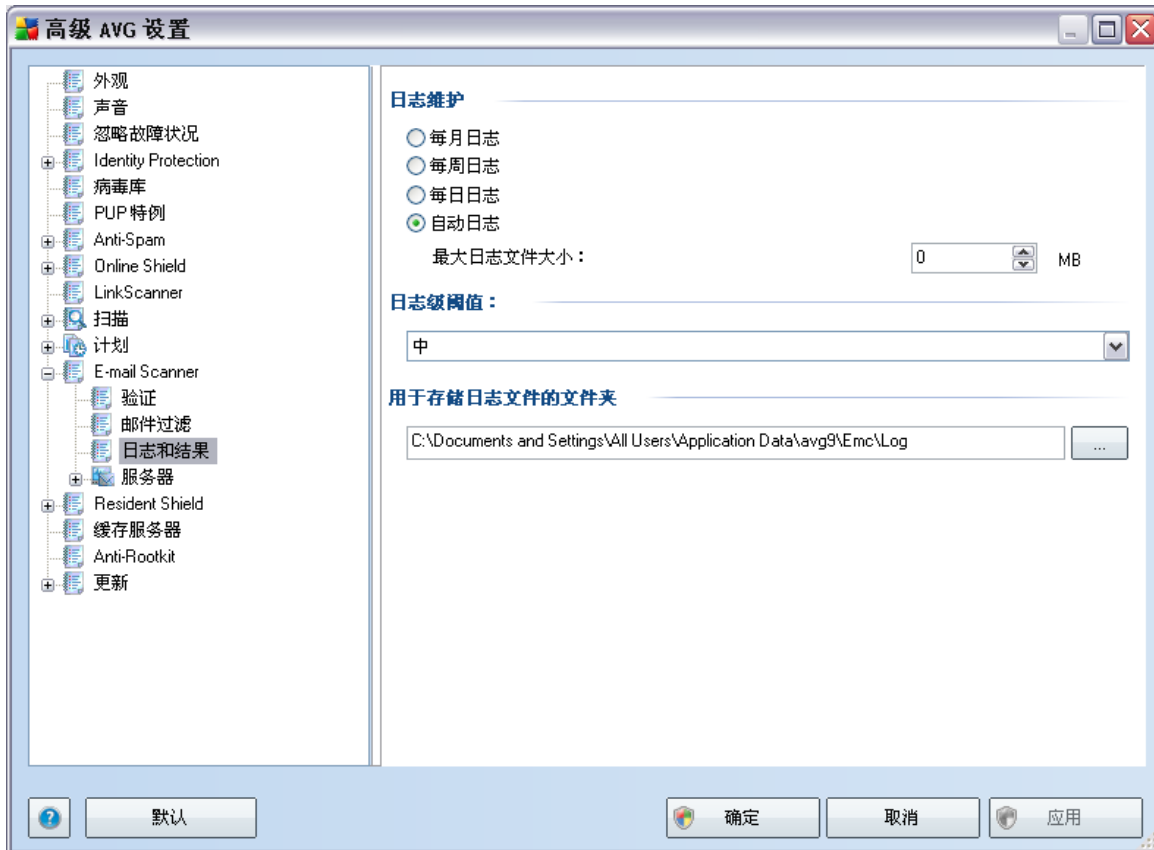 高级 AVG 设置
外观
声音
忽略故障状况
Identity Protection
病毒库
PUP 特例
Anti-Spam
Online Shield
LinkScanner
扫描
计划
E-mail Scanner
验证
邮件过滤
日志和结果
服务器
Resident Shield
缓存服务器
Anti-Rootkit
更新
日志维护
每月日志
每周日志
每日日志
自动日志
最大日志文件大小： 0 MB
日志级阈值：
中
用于存储日志文件的文件夹
C:\Documents and Settings\All Users\Application Data\avg9\Emc\Log ...
? 默认 确定 取消 应用